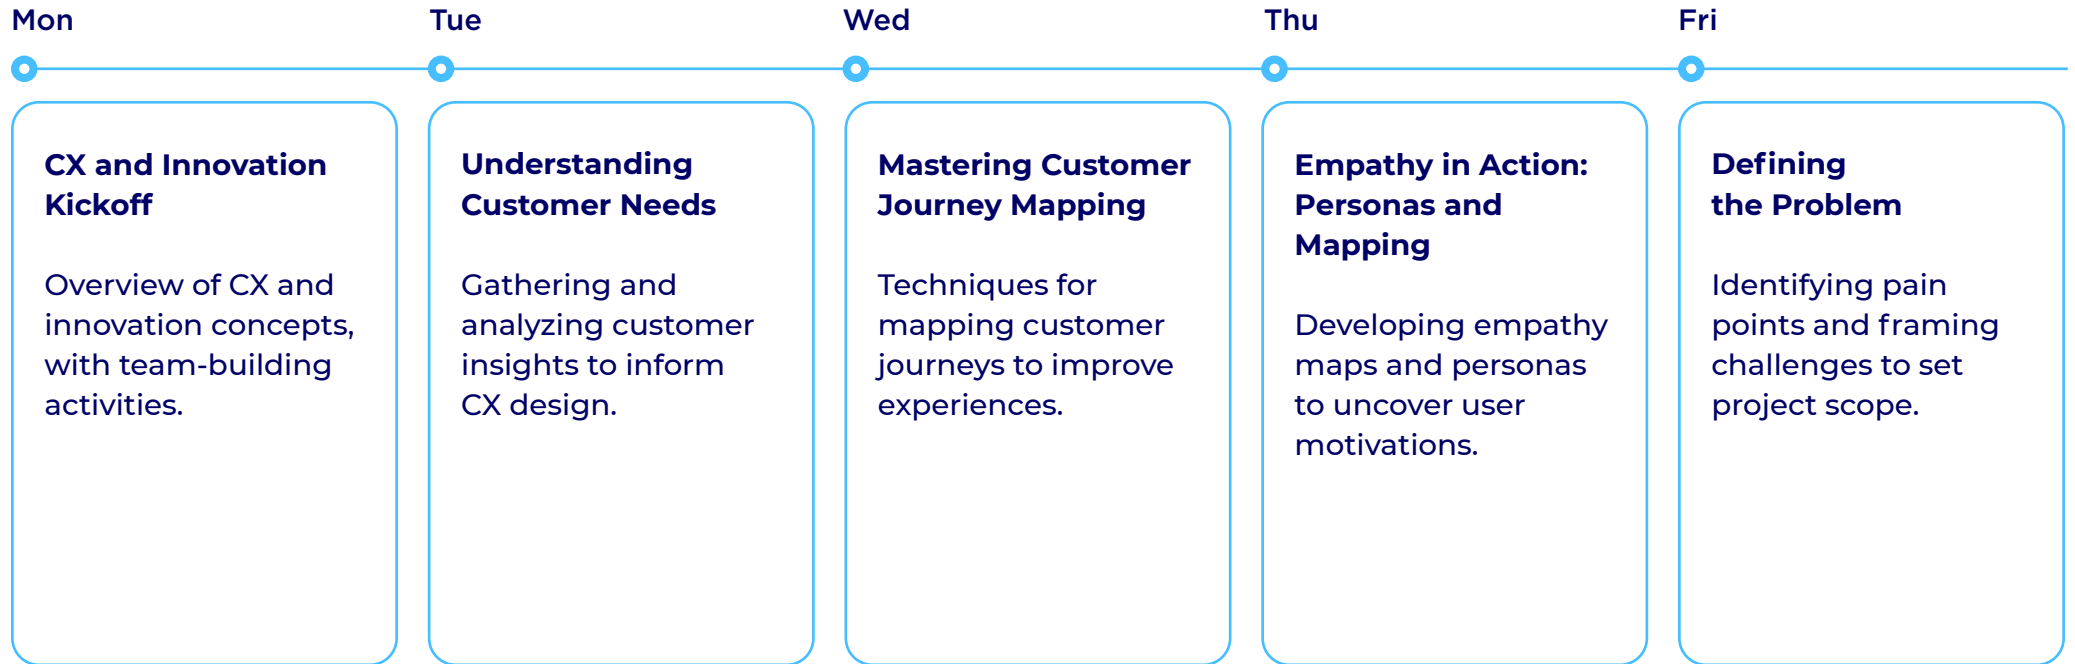 Mon
Tue
Wed
Thu
Fri
CX and Innovation
Kickoff
Overview of CX and
innovation concepts,
with team-building
activities.
Understanding
Customer Needs
Gathering and
analyzing customer
insights to inform
CX design.
Mastering Customer
Journey Mapping
Techniques for
mapping customer
journeys to improve
experiences.
Empathy in Action:
Personas and
Mapping
Developing empathy
maps and personas
to uncover user
motivations.
Defining
the Problem
Identifying pain
points and framing
challenges to set
project scope.